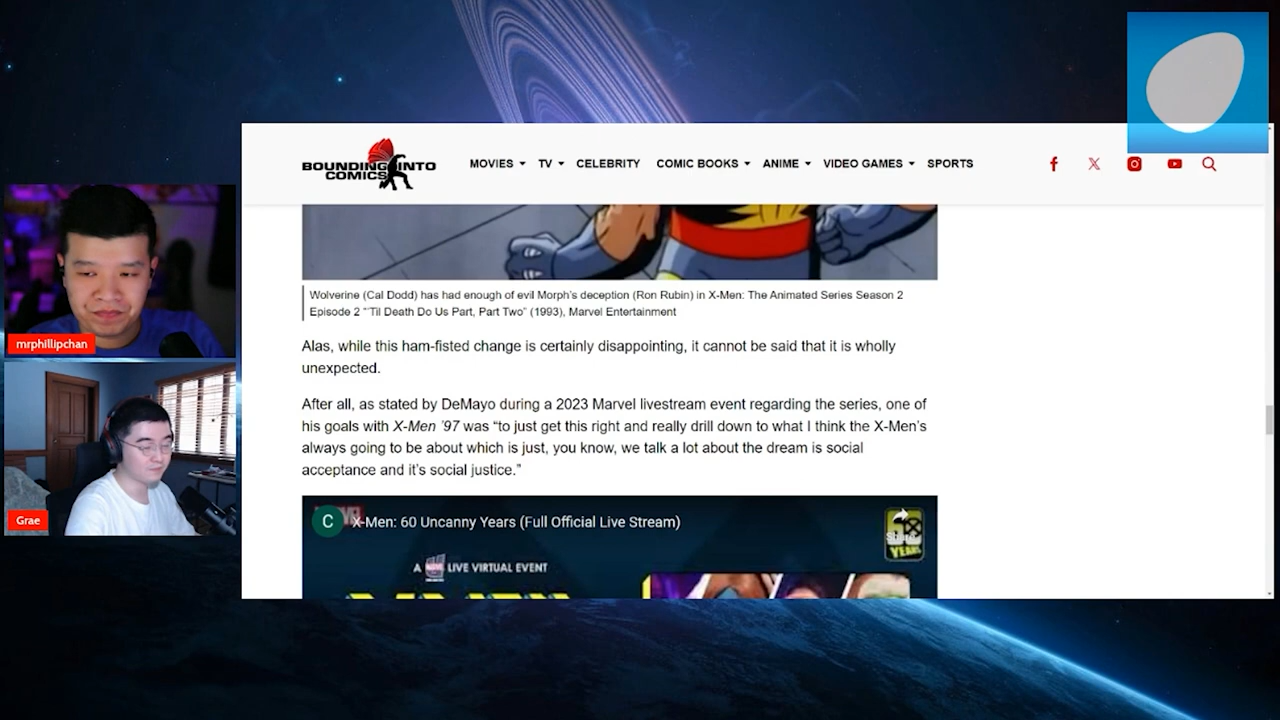 BOUNDING INTO
COMICS
MOVIES TV CELEBRITY COMIC BOOKS ANIME VIDEO GAMES SPORTS
mrphillipchan
Grae
Wolverine (Cal Dodd) has had enough of evil Morph's deception (Ron Rubin) in X-Men: The Animated Series Season 2
Episode 2 "'Til Death Do Us Part, Part Two" (1993), Marvel Entertainment
Alas, while this ham-fisted change is certainly disappointing, it cannot be said that it is wholly
unexpected.
After all, as stated by DeMayo during a 2023 Marvel livestream event regarding the series, one of
his goals with X-Men '97 was "to just get this right and really drill down to what I think the X-Men's
always going to be about which is just, you know, we talk a lot about the dream is social
acceptance and it's social justice."
C
X-Men: 60 Uncanny Years (Full Official Live Stream)
Share
YEARS
A MARVEL LIVE VIRTUAL EVENT